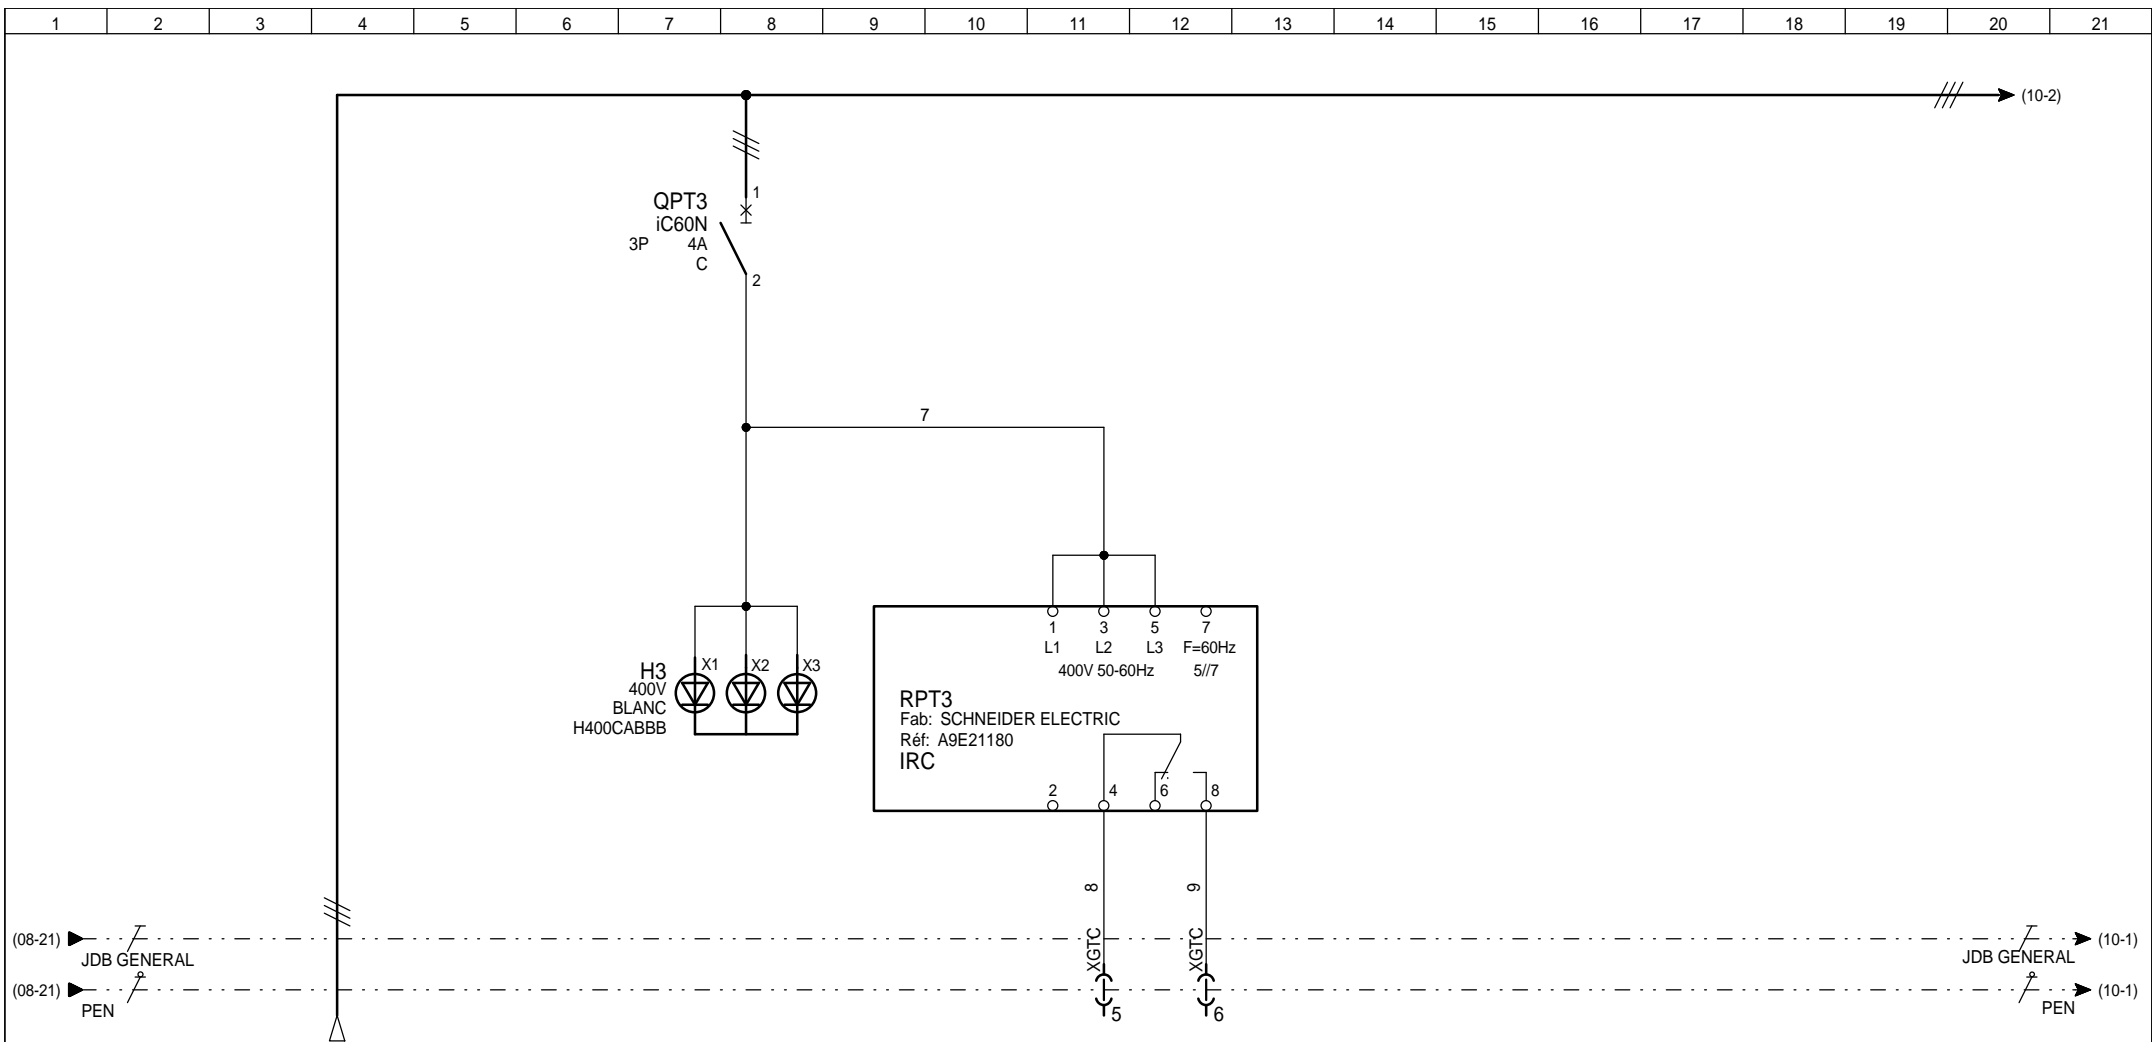 1 2 3 4 5 6 7 8 9 10 11 12 13 14 15 16 17 18 19 20 21
(10-2)
1
QPT3
iC60N
3P 4A
C
2
7
1 3 5 7
L1 L2 L3 F=60Hz
400V 50-60Hz 5//7
H3
X1 X2 X3
400V
BLANC
H400CABBB
RPT3
Fab: SCHNEIDER ELECTRIC
Réf: A9E21180
IRC
2 4 6 8
8 9
XGTC XGTC
(08-21) (10-1)
JDB GENERAL JDB GENERAL
(08-21) (10-1)
PEN PEN
5 6